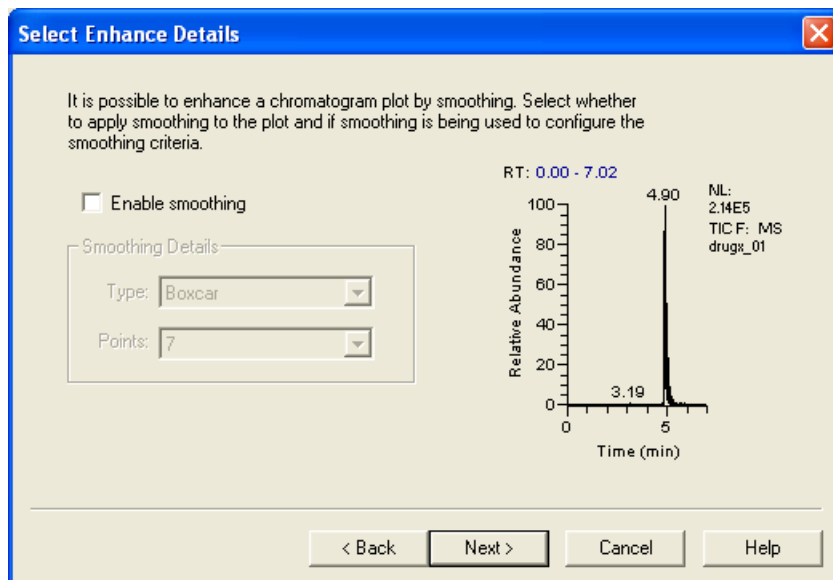 Select Enhance Details
It is possible to enhance a chromatogram plot by smoothing. Select whether
to apply smoothing to the plot and if smoothing is being used to configure the
smoothing criteria.
Enable smoothing
Smoothing Details
Type: Boxcar
Points: 7
RT: 0.00 - 7.02
4.90
NL:
2.14E5
TIC F: MS
drugx_01
100
80
60
40
20
0
Relative Abundance
3.19
0 5
Time (min)
< Back Next > Cancel Help